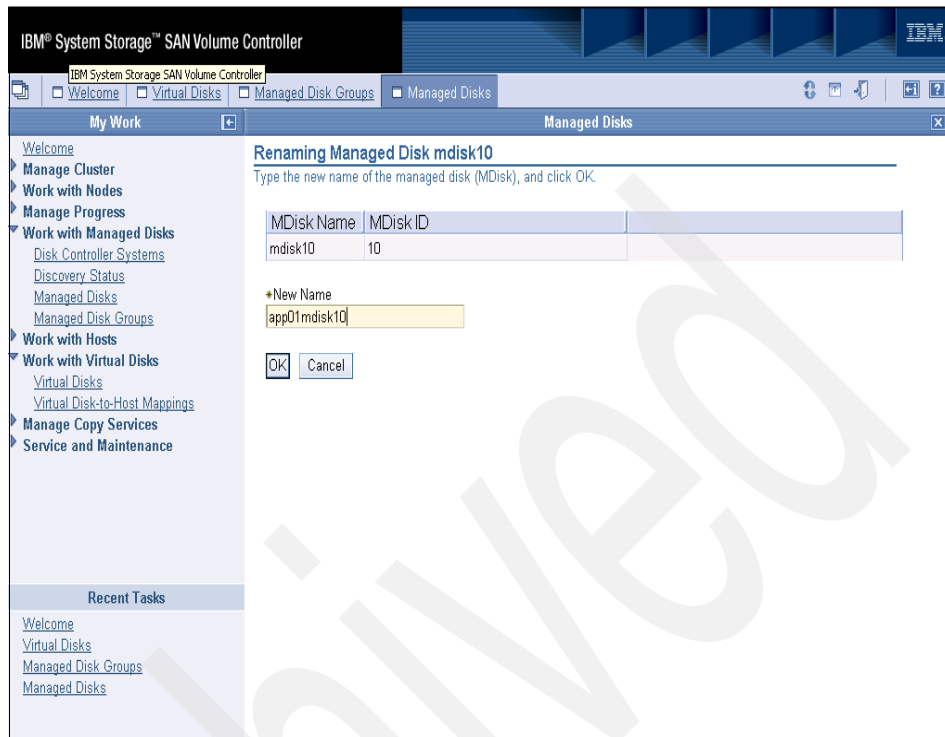 IBM® System Storage™ SAN Volume Controller
IBM
IBM System Storage SAN Volume Controller
Welcome Virtual Disks Managed Disk Groups Managed Disks
My Work
Managed Disks
Welcome
Manage Cluster
Work with Nodes
Manage Progress
Work with Managed Disks
Disk Controller Systems
Discovery Status
Managed Disks
Managed Disk Groups
Work with Hosts
Work with Virtual Disks
Virtual Disks
Virtual Disk-to-Host Mappings
Manage Copy Services
Service and Maintenance
Recent Tasks
Welcome
Virtual Disks
Managed Disk Groups
Managed Disks
Renaming Managed Disk mdisk10
Type the new name of the managed disk (MDisk), and click OK.
MDisk Name MDisk ID
mdisk10 10
*New Name
app01mdisk10
OK Cancel
hived